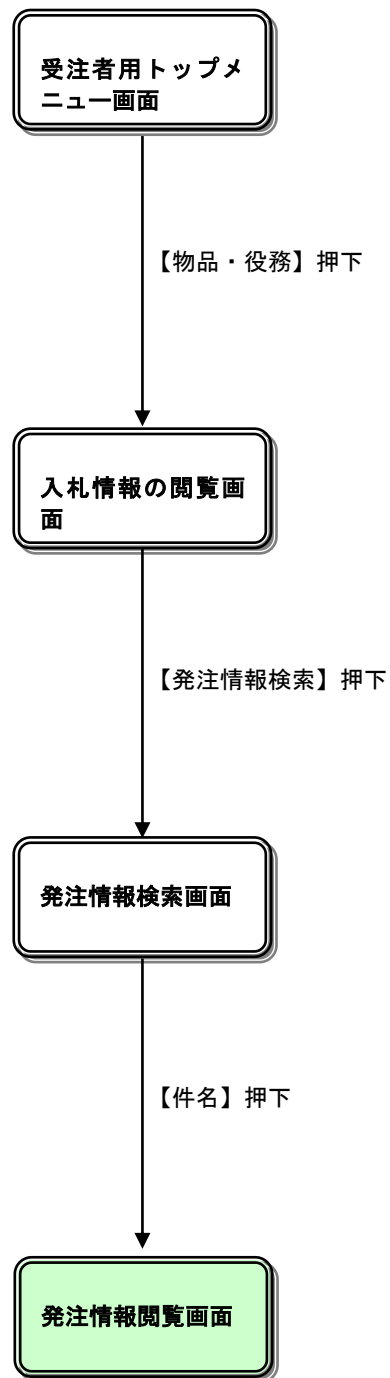 受注者用トップメ
ニュー画面
【物品・役務】押下
入札情報の閲覧画
面
【発注情報検索】押下
発注情報検索画面
【件名】押下
発注情報閲覧画面